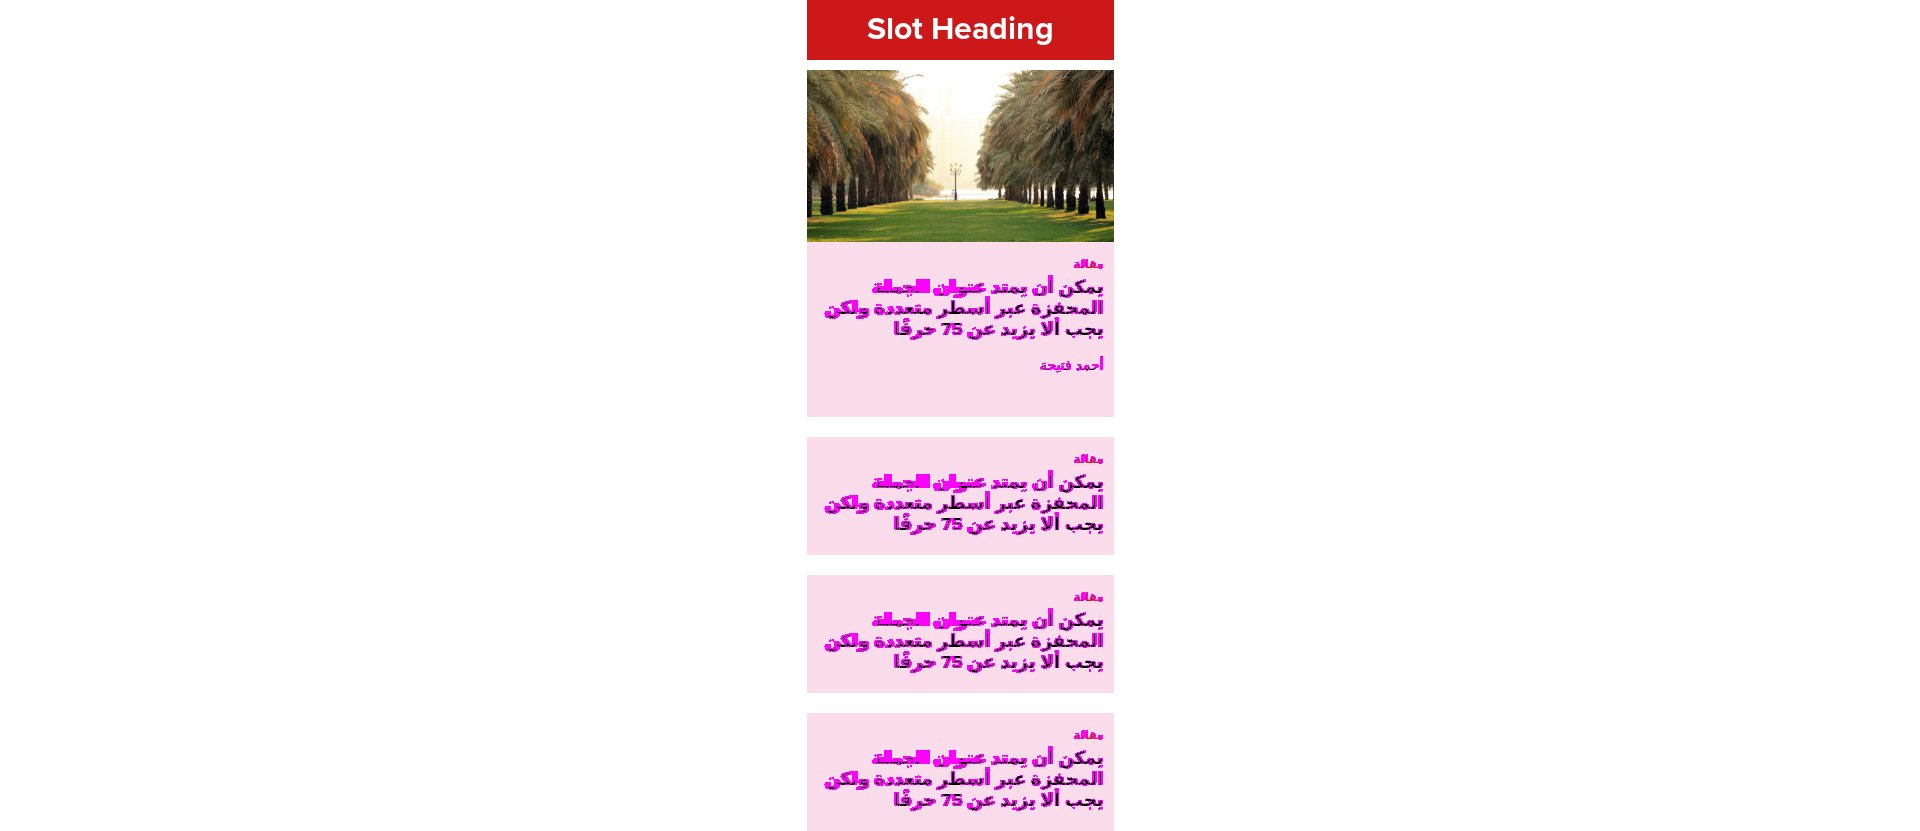 Slot Heading
مقالة
يمكن أن يمتد عنوان الجملة
المحفزة عبر أسطر متعددة ولكن
يجب ألا يزيد عن 75 حرفًا
أحمد فتيحة
مقالة
يمكن أن يمتد عنوان الجملة
المحفزة عبر أسطر متعددة ولكن
يجب ألا يزيد عن 75 حرفًا
مقالة
يمكن أن يمتد عنوان الجملة
المحفزة عبر أسطر متعددة ولكن
يجب ألا يزيد عن 75 حرفًا
مقالة
يمكن أن يمتد عنوان الجملة
المحفزة عبر أسطر متعددة ولكن
يجب ألا يزيد عن 75 حرفًا